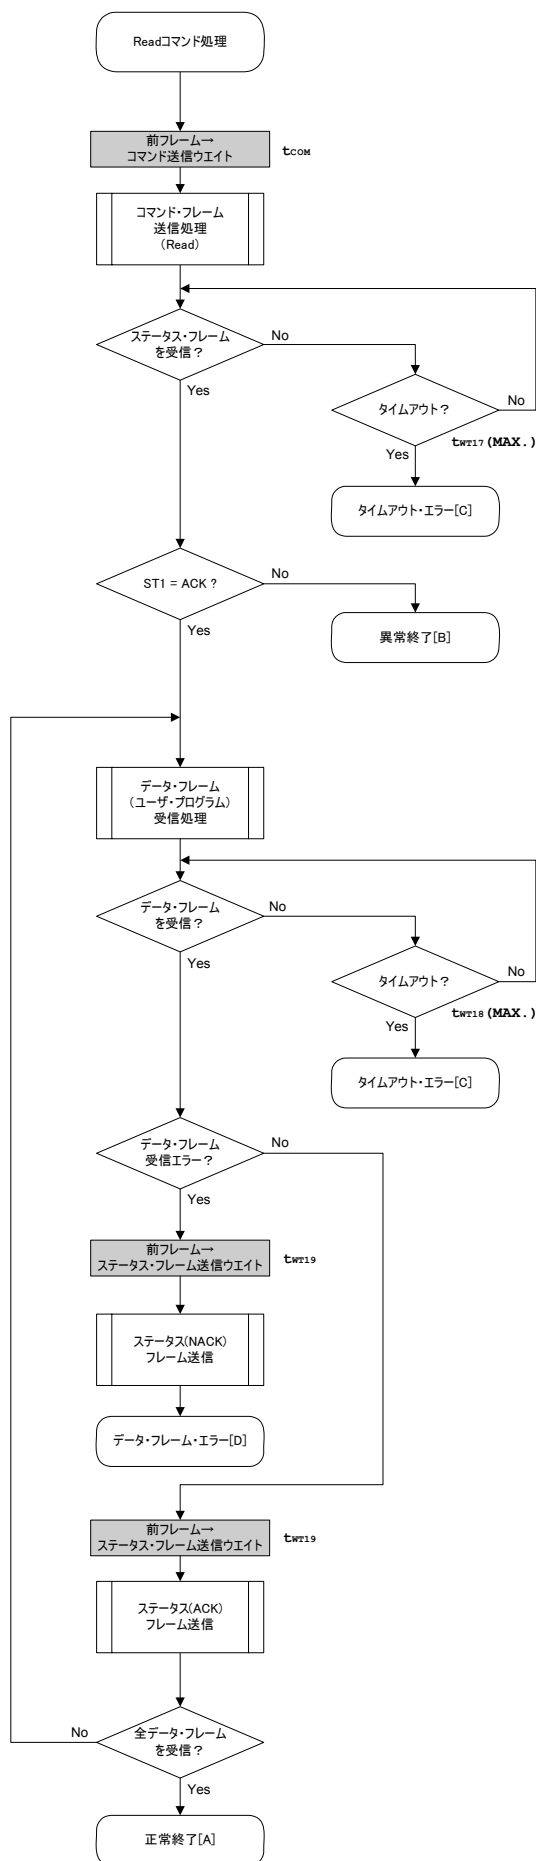 Readコマンド処理
前フレーム→
コマンド送信ウエイト
tCOM
コマンド・フレーム
送信処理
(Read)
ステータス・フレーム
を受信？
No
Yes
タイムアウト？
No
tWT17(MAX.)
Yes
タイムアウト・エラー[C]
ST1 = ACK ?
No
Yes
異常終了[B]
データ・フレーム
(ユーザ・プログラム)
受信処理
データ・フレーム
を受信？
No
Yes
タイムアウト？
No
tWT18(MAX.)
Yes
タイムアウト・エラー[C]
データ・フレーム
受信エラー？
No
Yes
前フレーム→
ステータス・フレーム送信ウエイト
tWT19
ステータス(NACK)
フレーム送信
データ・フレーム・エラー[D]
前フレーム→
ステータス・フレーム送信ウエイト
tWT19
ステータス(ACK)
フレーム送信
全データ・フレーム
を受信？
No
Yes
正常終了[A]